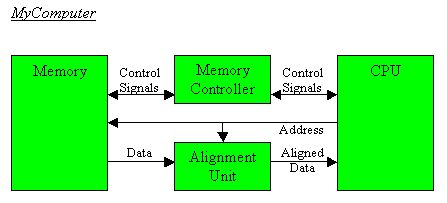 MyComputer
Memory
Control
Signals
Memory
Controller
Control
Signals
CPU
Address
Data
Alignment
Unit
Aligned
Data